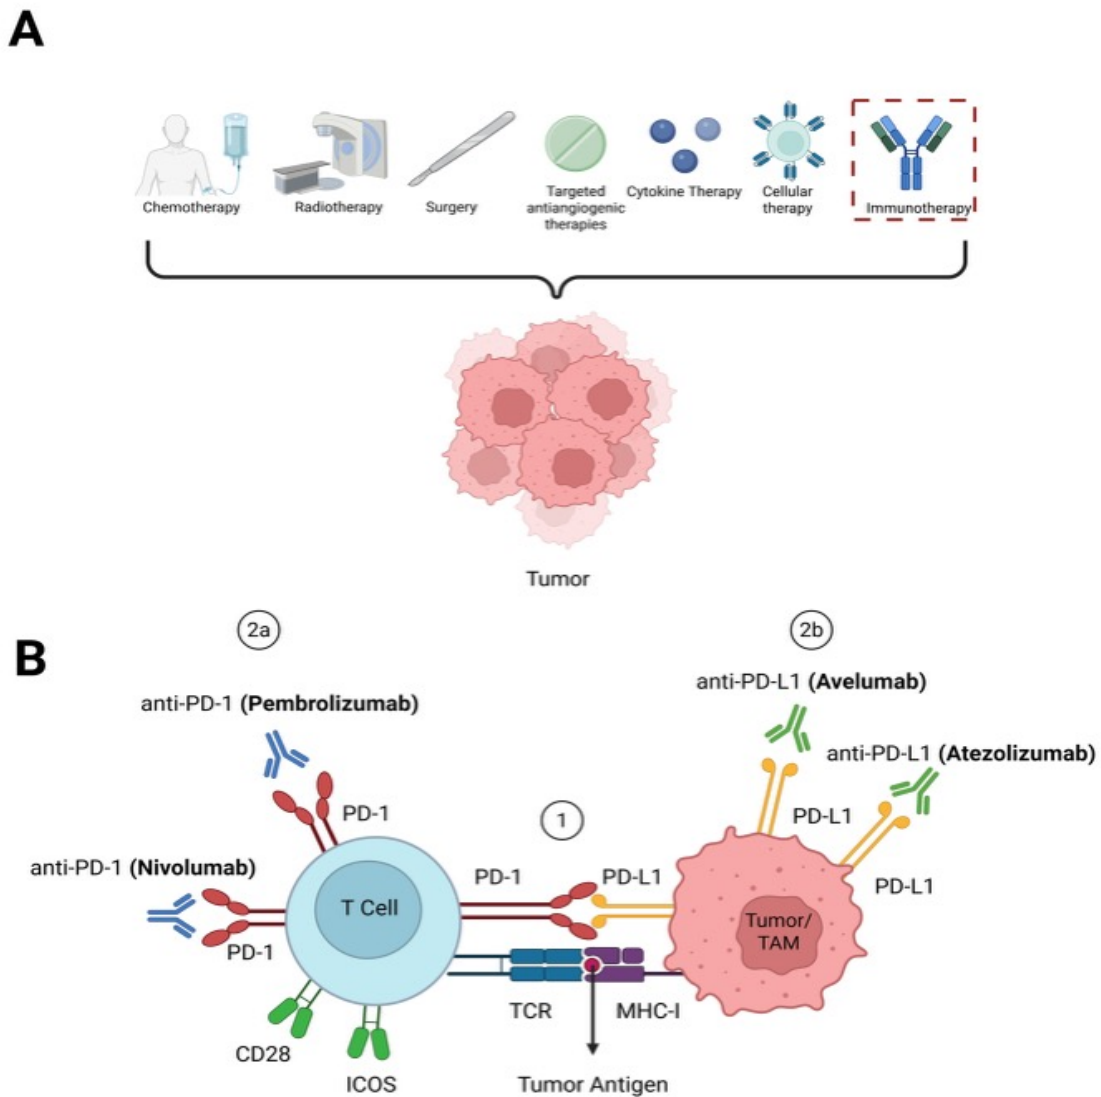 A
Chemotherapy
Radiotherapy
Surgery
Targeted
antiangiogenic
therapies
Cytokine Therapy
Cellular
therapy
Immunotherapy
Tumor
2a
2b
B
anti-PD-1 (Pembrolizumab)
anti-PD-L1 (Avelumab)
anti-PD-L1 (Atezolizumab)
PD-1
1
PD-L1
anti-PD-1 (Nivolumab)
PD-1
PD-L1
PD-L1
T Cell
Tumor/
TAM
PD-1
TCR
MHC-I
CD28
ICOS
Tumor Antigen